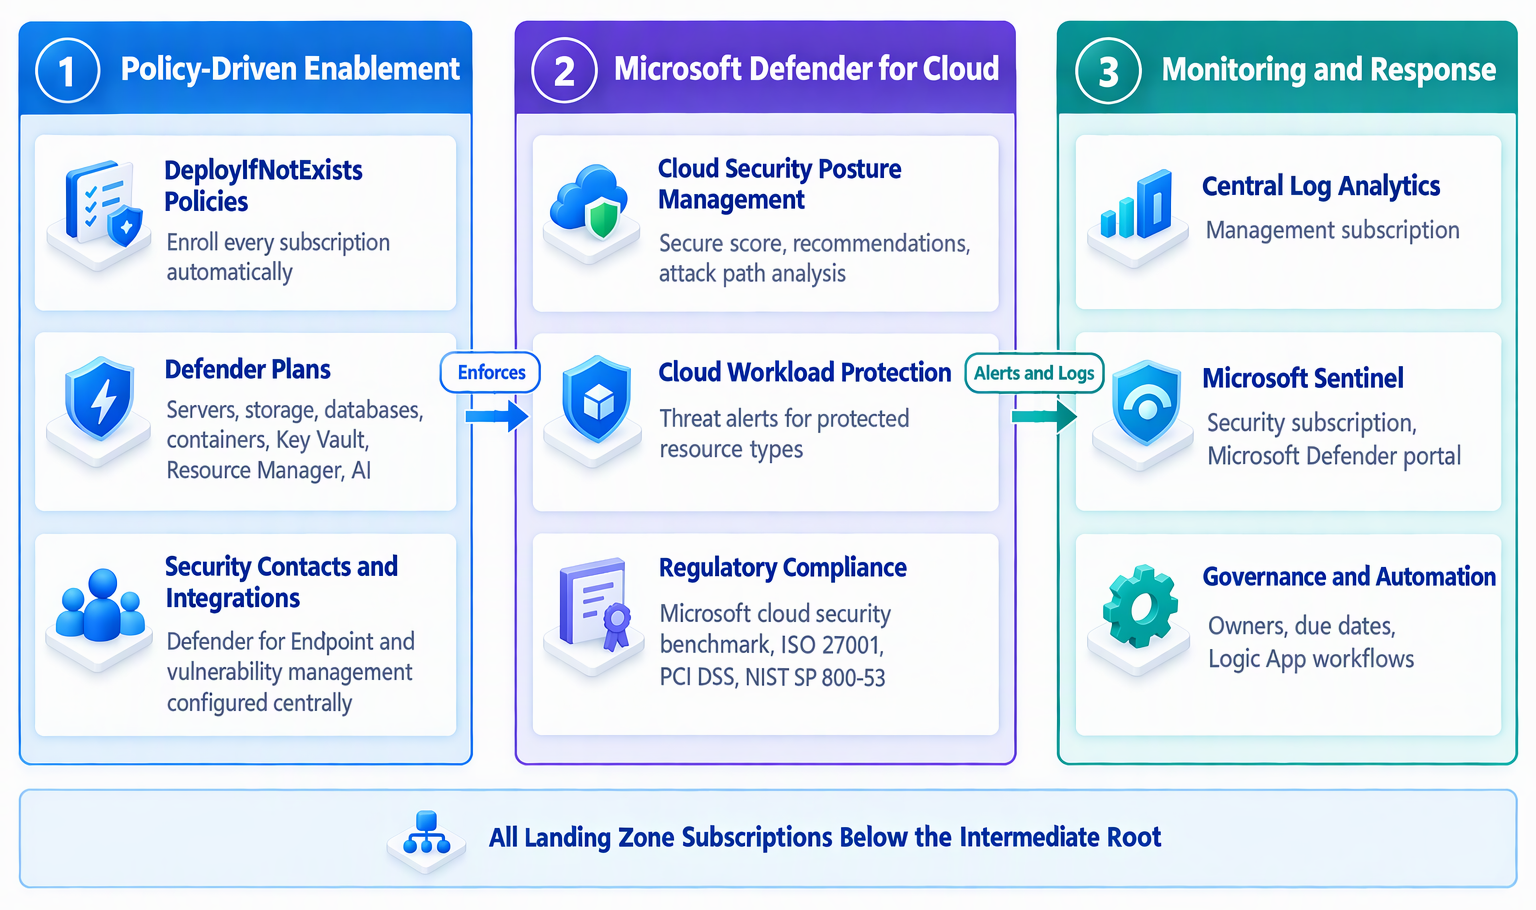 1
Policy-Driven Enablement
DeployIfNotExists
Policies
Enroll every subscription
automatically
Defender Plans
Servers, storage, databases,
containers, Key Vault,
Resource Manager, AI
Security Contacts and
Integrations
Defender for Endpoint and
vulnerability management
configured centrally
Enforces
2
Microsoft Defender for Cloud
Cloud Security Posture
Management
Secure score, recommendations,
attack path analysis
Cloud Workload Protection
Threat alerts for protected
resource types
Regulatory Compliance
Microsoft cloud security
benchmark, ISO 27001,
PCI DSS, NIST SP 800-53
Alerts and Logs
3
Monitoring and Response
Central Log Analytics
Management subscription
Microsoft Sentinel
Security subscription,
Microsoft Defender portal
Governance and Automation
Owners, due dates,
Logic App workflows
All Landing Zone Subscriptions Below the Intermediate Root